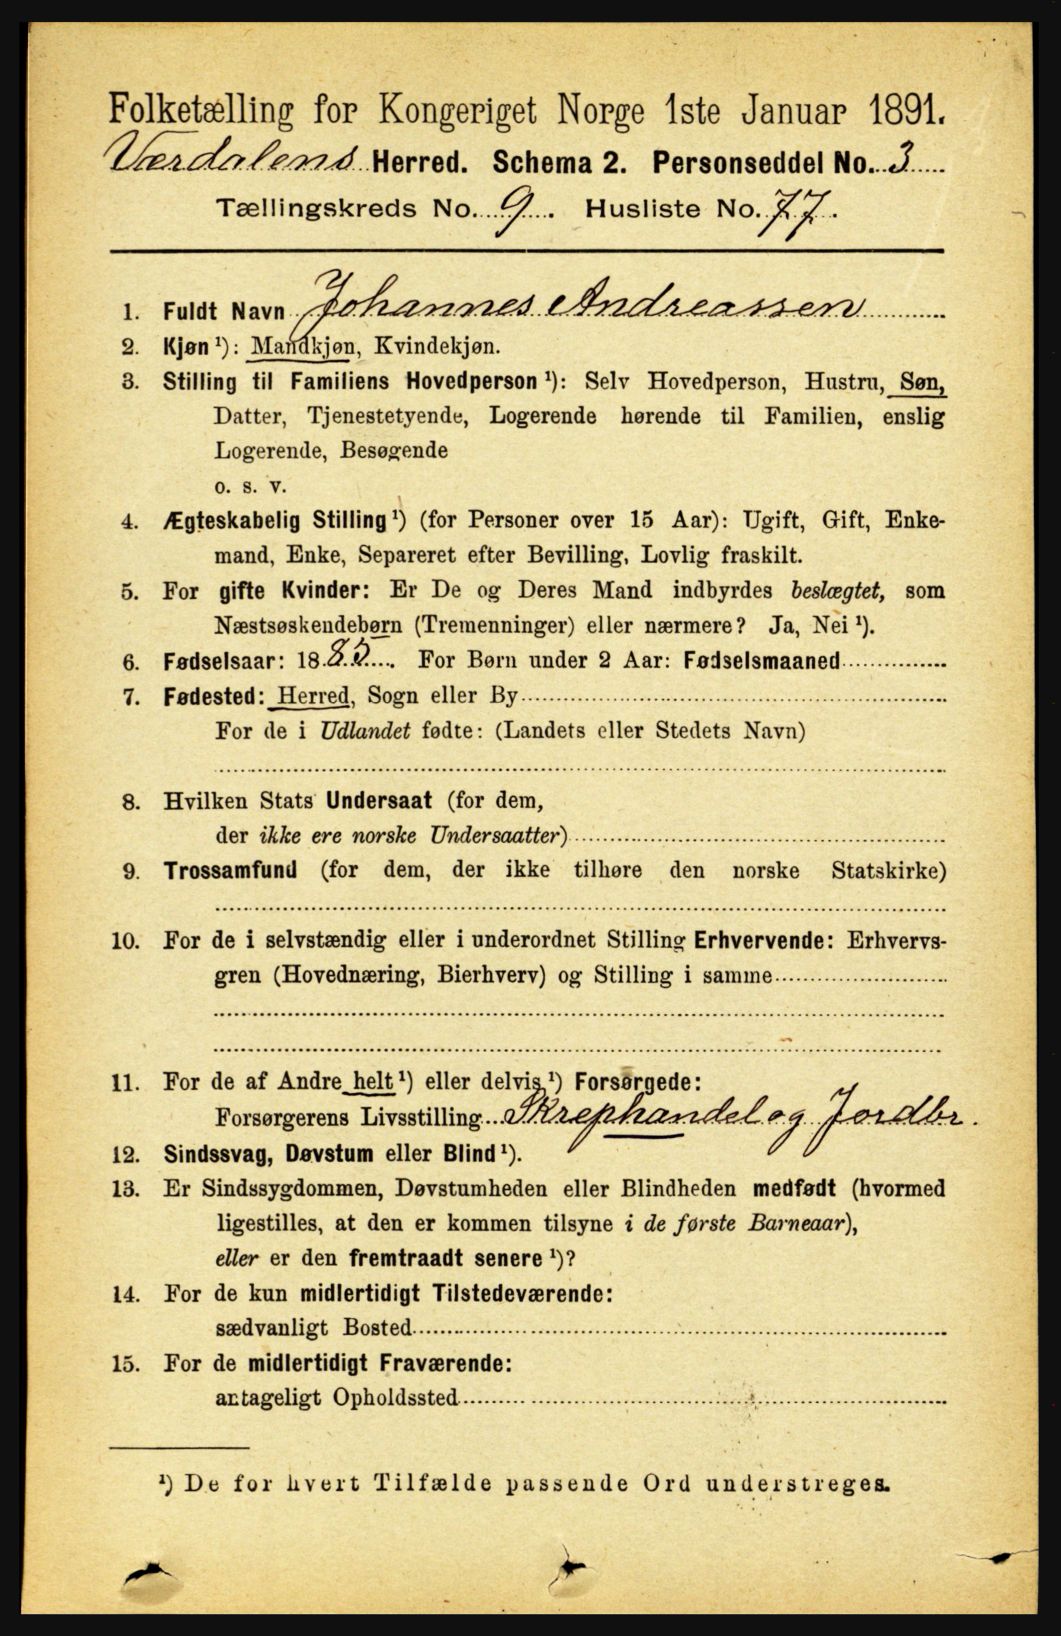 Folketælling for Kongeriget Norge 1ste Januar 1891.
Værdalens Herred. Schema 2. Personseddel No. 3
Tællingskreds No. 9. Husliste No. 77.
1. Fuldt Navn Johannes Andreassen
2. Kjøn ¹): Mandkjøn, Kvindekjøn.
3. Stilling til Familiens Hovedperson ¹): Selv Hovedperson, Hustru, Søn,
Datter, Tjenestetyende, Logerende hørende til Familien, enslig
Logerende, Besøgende
o. s. v.
4. Ægteskabelig Stilling ¹) (for Personer over 15 Aar): Ugift, Gift, Enke-
mand, Enke, Separeret efter Bevilling, Lovlig fraskilt.
5. For gifte Kvinder: Er De og Deres Mand indbyrdes beslægtet, som
Næstsøskendebørn (Tremenninger) eller nærmere? Ja, Nei ¹).
6. Fødselsaar: 1885. For Børn under 2 Aar: Fødselsmaaned
7. Fødested: Herred, Sogn eller By
For de i Udlandet fødte: (Landets eller Stedets Navn)
8. Hvilken Stats Undersaat (for dem,
der ikke ere norske Undersaatter)
9. Trossamfund (for dem, der ikke tilhøre den norske Statskirke)
10. For de i selvstændig eller i underordnet Stilling Erhvervende: Erhvervs-
gren (Hovednæring, Bierhverv) og Stilling i samme
11. For de af Andre helt ¹) eller delvis ¹) Forsørgede:
Forsørgerens Livsstilling Skrephandel og Jordbr.
12. Sindssvag, Døvstum eller Blind ¹).
13. Er Sindssygdommen, Døvstumheden eller Blindheden medfødt (hvormed
ligestilles, at den er kommen tilsyne i de første Barneaar),
eller er den fremtraadt senere ¹)?
14. For de kun midlertidigt Tilstedeværende:
sædvanligt Bosted
15. For de midlertidigt Fraværende:
antageligt Opholdssted
¹) De for hvert Tilfælde passende Ord understreges.